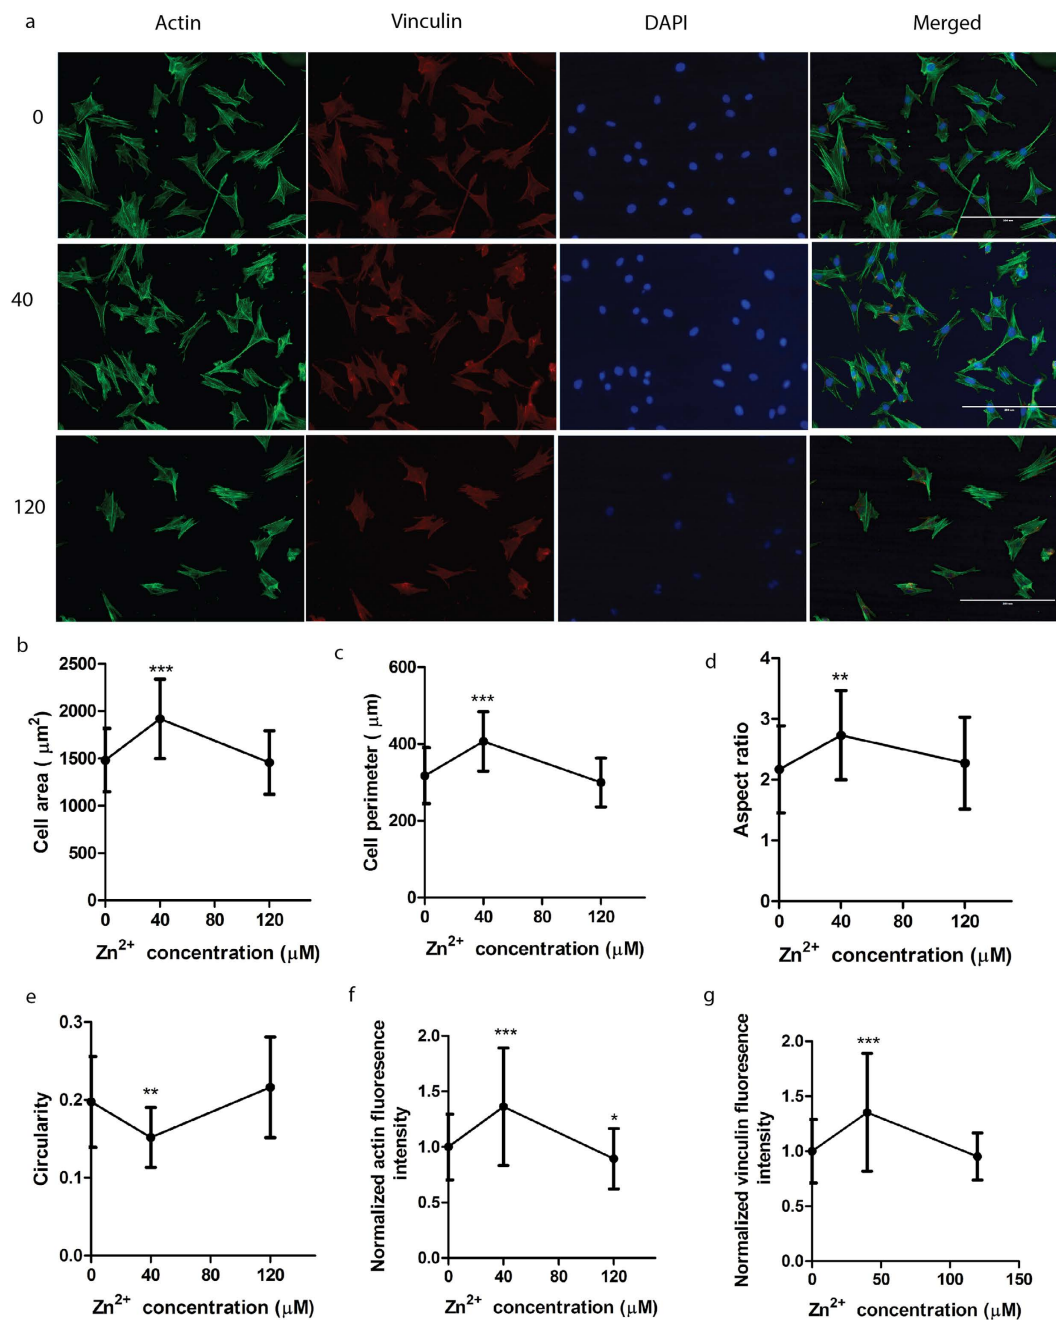 a Actin Vinculin DAPI Merged
0
40
120
b
2500
2000
1500
1000
500
0
Cell area ( μm²)
***
0 40 80 120
Zn²⁺ concentration (μM)
c
600
400
200
0
Cell perimeter ( μm)
***
0 40 80 120
Zn²⁺ concentration (μM)
d
4
3
2
1
0
Aspect ratio
**
0 40 80 120
Zn²⁺ concentration (μM)
e
0.3
0.2
0.1
0.0
Circularity
**
0 40 80 120
Zn²⁺ concentration (μM)
f
2.0
1.5
1.0
0.5
0.0
Normalized actin fluoresence
intensity
***
*
0 40 80 120
Zn²⁺ concentration (μM)
g
2.0
1.5
1.0
0.5
0.0
Normalized vinculin fluoresence
intensity
***
0 50 100 150
Zn²⁺ concentration (μM)